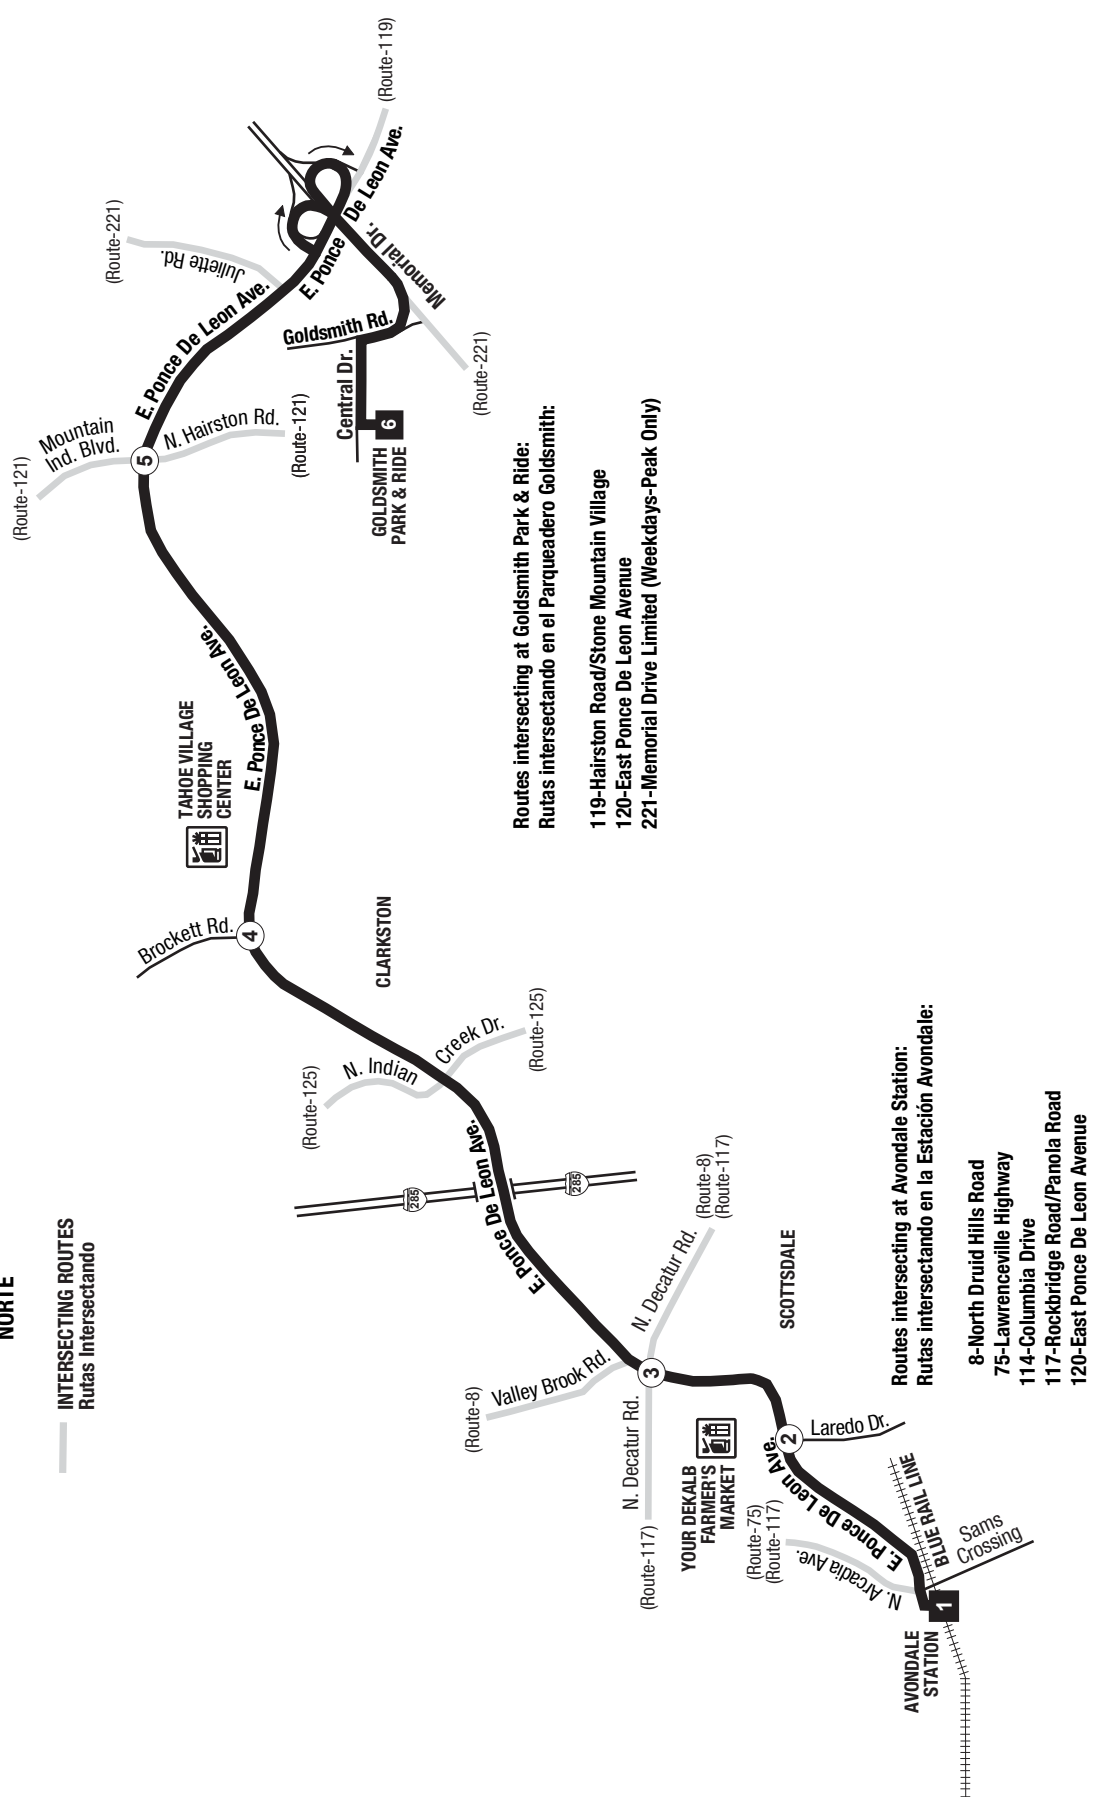 NORTE
INTERSECTING ROUTES
Rutas Intersectando
(Route-121)
Mountain
Ind. Blvd.
5
N. Hairston Rd.
(Route-121)
E. Ponce De Leon Ave.
(Route-221)
Juliette Rd.
E. Ponce
De Leon Ave.
(Route-119)
Memorial Dr.
(Route-221)
Goldsmith Rd.
Central Dr.
6
GOLDSMITH
PARK & RIDE
TAHOE VILLAGE
SHOPPING
CENTER
E. Ponce De Leon Ave.
Brockett Rd.
4
CLARKSTON
(Route-125)
N. Indian
Creek Dr.
(Route-125)
285
285
E. Ponce De Leon Ave.
N. Decatur Rd.
(Route-8)
(Route-117)
(Route-8)
Valley Brook Rd.
3
N. Decatur Rd.
(Route-117)
SCOTTSDALE
YOUR DEKALB
FARMER'S
MARKET
2
Laredo Dr.
E. Ponce De Leon Ave.
(Route-75)
(Route-117)
N. Arcadia Ave.
BLUE RAIL LINE
Sams
Crossing
1
AVONDALE
STATION
Routes intersecting at Goldsmith Park & Ride:
Rutas intersectando en el Parqueadero Goldsmith:
119-Hairston Road/Stone Mountain Village
120-East Ponce De Leon Avenue
221-Memorial Drive Limited (Weekdays-Peak Only)
Routes intersecting at Avondale Station:
Rutas intersectando en la Estación Avondale:
8-North Druid Hills Road
75-Lawrenceville Highway
114-Columbia Drive
117-Rockbridge Road/Panola Road
120-East Ponce De Leon Avenue